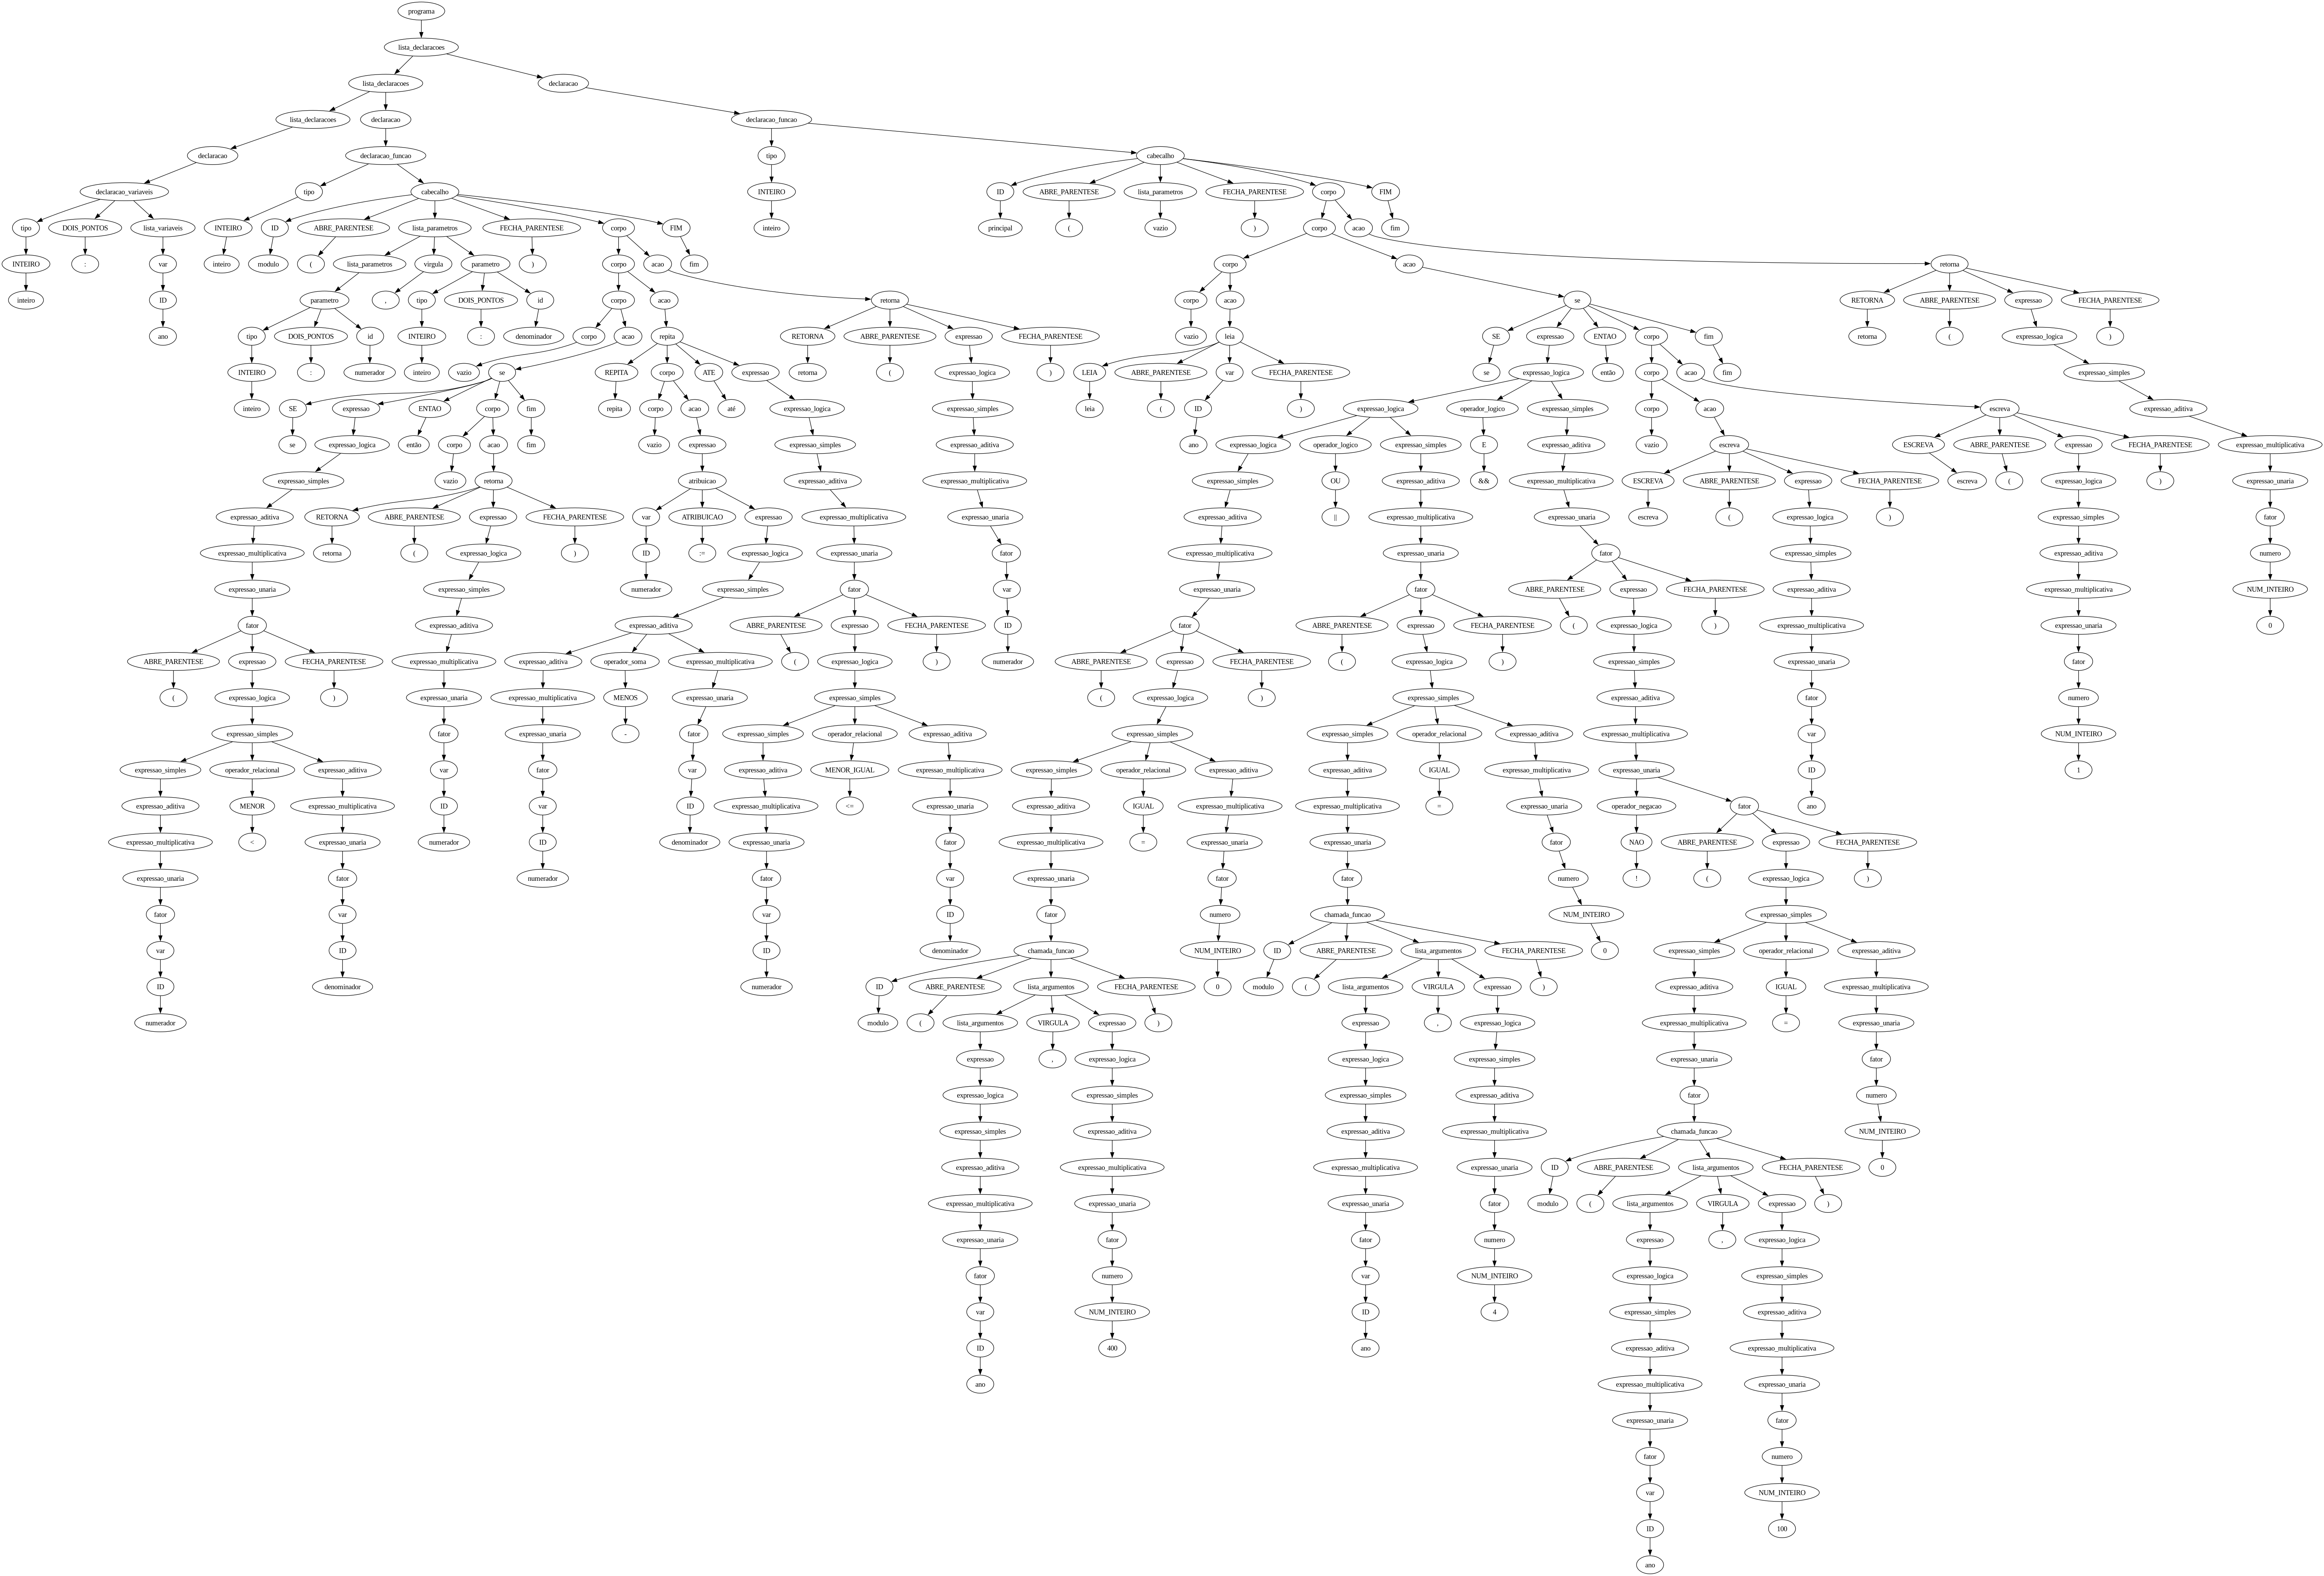 programa
lista_declaracoes
lista_declaracoes declaracao
lista_declaracoes declaracao declaracao_funcao
declaracao declaracao_funcao tipo cabecalho
declaracao_variaveis tipo cabecalho INTEIRO ID ABRE_PARENTESE lista_parametros FECHA_PARENTESE corpo FIM
tipo DOIS_PONTOS lista_variaveis INTEIRO ID ABRE_PARENTESE lista_parametros FECHA_PARENTESE corpo FIM inteiro principal ( vazio ) corpo acao fim
INTEIRO : var inteiro modulo ( lista_parametros virgula parametro ) corpo acao fim corpo acao retorna
inteiro ID parametro , tipo DOIS_PONTOS id corpo acao retorna corpo acao se RETORNA ABRE_PARENTESE expressao FECHA_PARENTESE
ano tipo DOIS_PONTOS id INTEIRO : denominador corpo acao repita RETORNA ABRE_PARENTESE expressao FECHA_PARENTESE vazio leia SE expressao ENTAO corpo fim retorna ( expressao_logica )
INTEIRO : numerador inteiro vazio se REPITA corpo ATE expressao retorna ( expressao_logica ) LEIA ABRE_PARENTESE var FECHA_PARENTESE se expressao_logica então corpo acao fim expressao_simples
inteiro SE expressao ENTAO corpo fim repita corpo acao até expressao_logica expressao_simples leia ( ID ) expressao_logica operador_logico expressao_simples corpo acao escreva expressao_aditiva
se expressao_logica então corpo acao fim vazio expressao expressao_simples expressao_aditiva ano expressao_logica operador_logico expressao_simples E expressao_aditiva vazio escreva ESCREVA ABRE_PARENTESE expressao FECHA_PARENTESE expressao_multiplicativa
expressao_simples vazio retorna atribuicao expressao_aditiva expressao_multiplicativa expressao_simples OU expressao_aditiva && expressao_multiplicativa ESCREVA ABRE_PARENTESE expressao FECHA_PARENTESE escreva ( expressao_logica ) expressao_unaria
expressao_aditiva RETORNA ABRE_PARENTESE expressao FECHA_PARENTESE var ATRIBUICAO expressao expressao_multiplicativa expressao_unaria expressao_aditiva || expressao_multiplicativa expressao_unaria escreva ( expressao_logica ) expressao_simples fator
expressao_multiplicativa retorna ( expressao_logica ) ID := expressao_logica expressao_unaria fator expressao_multiplicativa expressao_unaria fator expressao_simples expressao_aditiva numero
expressao_unaria expressao_simples numerador expressao_simples fator var expressao_unaria fator ABRE_PARENTESE expressao FECHA_PARENTESE expressao_aditiva expressao_multiplicativa NUM_INTEIRO
fator expressao_aditiva expressao_aditiva ABRE_PARENTESE expressao FECHA_PARENTESE ID fator ABRE_PARENTESE expressao FECHA_PARENTESE ( expressao_logica ) expressao_multiplicativa expressao_unaria 0
ABRE_PARENTESE expressao FECHA_PARENTESE expressao_multiplicativa expressao_aditiva operador_soma expressao_multiplicativa ( expressao_logica ) numerador ABRE_PARENTESE expressao FECHA_PARENTESE ( expressao_logica ) expressao_simples expressao_unaria fator
( expressao_logica ) expressao_unaria expressao_multiplicativa MENOS expressao_unaria expressao_simples ( expressao_logica ) expressao_simples expressao_aditiva fator numero
expressao_simples fator expressao_unaria - fator expressao_simples operador_relacional expressao_aditiva expressao_simples expressao_simples operador_relacional expressao_aditiva expressao_multiplicativa var NUM_INTEIRO
expressao_simples operador_relacional expressao_aditiva var fator var expressao_aditiva MENOR_IGUAL expressao_multiplicativa expressao_simples operador_relacional expressao_aditiva expressao_aditiva IGUAL expressao_multiplicativa expressao_unaria ID 1
expressao_aditiva MENOR expressao_multiplicativa ID var ID expressao_multiplicativa <= expressao_unaria expressao_aditiva IGUAL expressao_multiplicativa expressao_multiplicativa = expressao_unaria operador_negacao fator ano
expressao_multiplicativa < expressao_unaria numerador ID denominador expressao_unaria fator expressao_multiplicativa = expressao_unaria expressao_unaria fator NAO ABRE_PARENTESE expressao FECHA_PARENTESE
expressao_unaria fator numerador fator var expressao_unaria fator fator numero ! ( expressao_logica )
fator var var ID fator numero chamada_funcao NUM_INTEIRO expressao_simples
var ID ID denominador chamada_funcao NUM_INTEIRO ID ABRE_PARENTESE lista_argumentos FECHA_PARENTESE 0 expressao_simples operador_relacional expressao_aditiva
ID denominador numerador ID ABRE_PARENTESE lista_argumentos FECHA_PARENTESE 0 modulo ( lista_argumentos VIRGULA expressao ) expressao_aditiva IGUAL expressao_multiplicativa
numerador modulo ( lista_argumentos VIRGULA expressao ) expressao , expressao_logica expressao_multiplicativa = expressao_unaria
expressao , expressao_logica expressao_logica expressao_simples expressao_unaria fator
expressao_logica expressao_simples expressao_simples expressao_aditiva fator numero
expressao_simples expressao_aditiva expressao_aditiva expressao_multiplicativa chamada_funcao NUM_INTEIRO
expressao_aditiva expressao_multiplicativa expressao_multiplicativa expressao_unaria ID ABRE_PARENTESE lista_argumentos FECHA_PARENTESE 0
expressao_multiplicativa expressao_unaria expressao_unaria fator modulo ( lista_argumentos VIRGULA expressao )
expressao_unaria fator fator numero expressao , expressao_logica
fator numero var NUM_INTEIRO expressao_logica expressao_simples
var NUM_INTEIRO ID 4 expressao_simples expressao_aditiva
ID 400 ano expressao_aditiva expressao_multiplicativa
ano expressao_multiplicativa expressao_unaria
expressao_unaria fator
fator numero
var NUM_INTEIRO
ID 100
ano